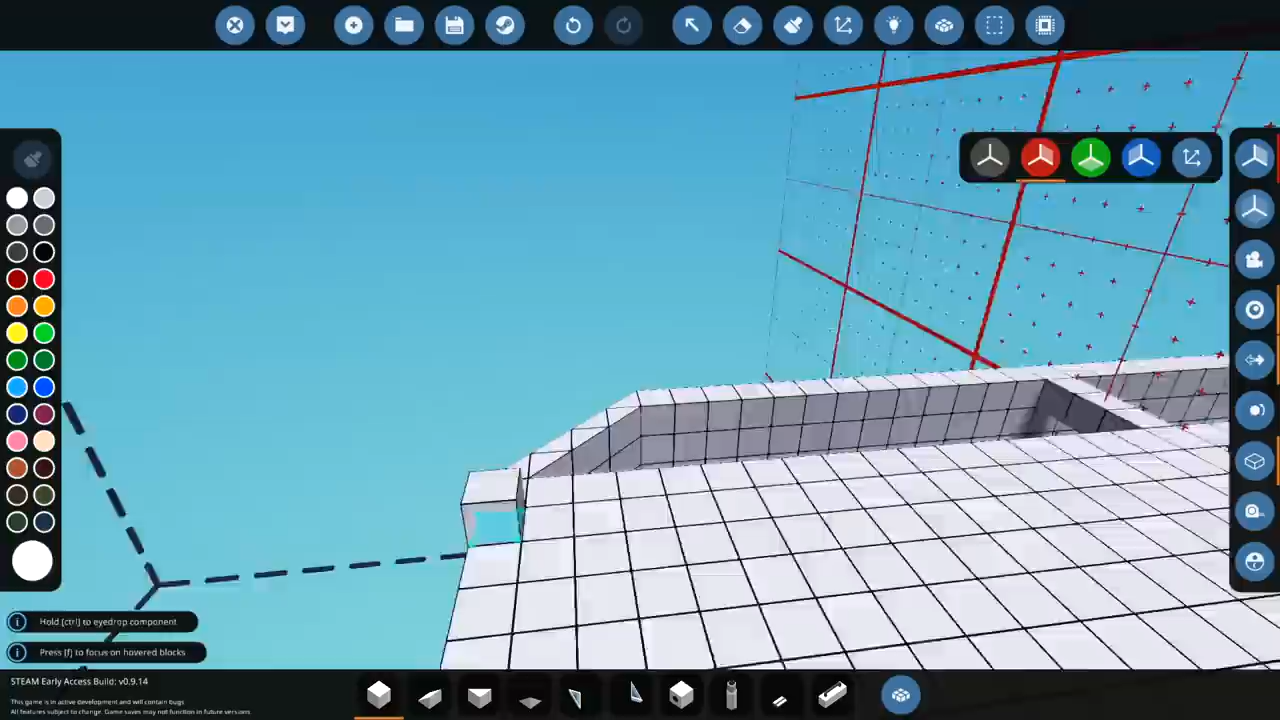 Hold [ctrl] to eyedrop component
Press [f] to focus on hovered blocks
STEAM Early Access Build: v0.9.14
This game is in active development and will contain bugs
All features subject to change. Game saves may not function in future versions